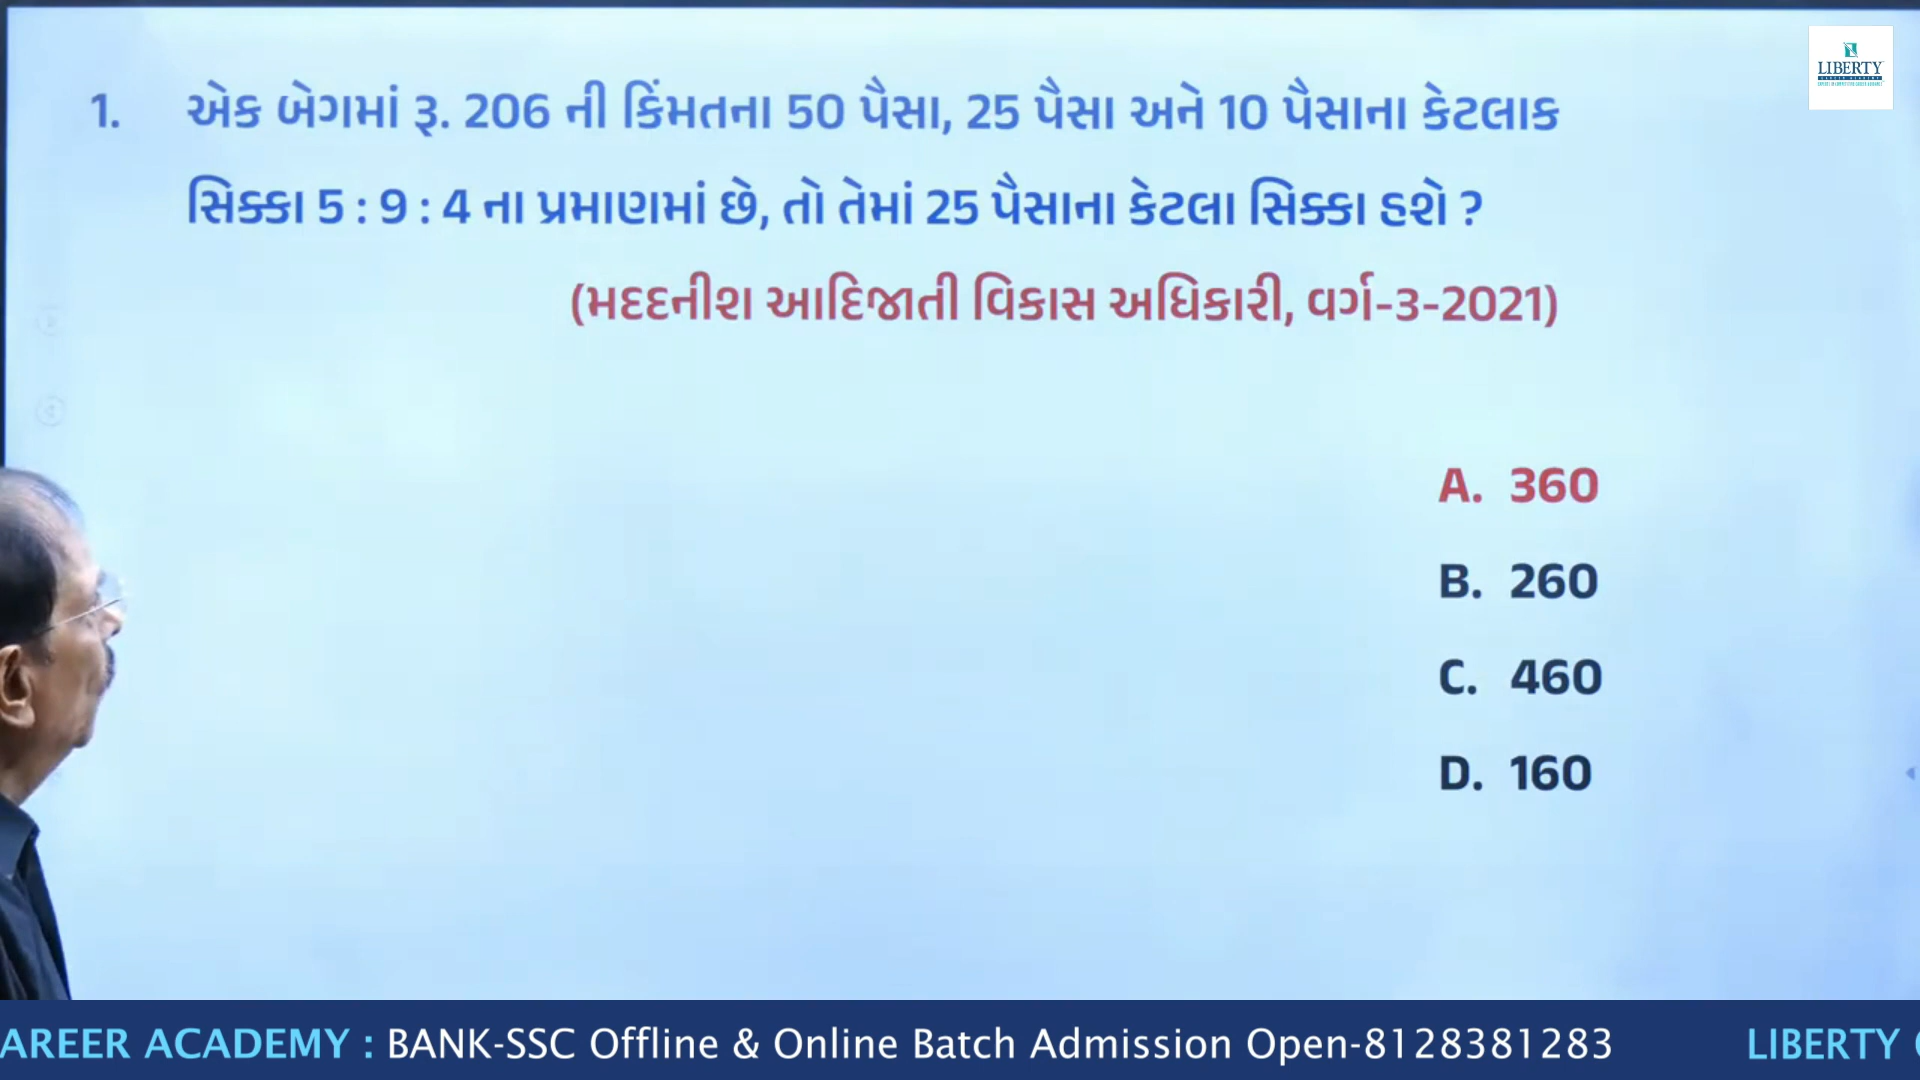 LIBERTY
1. એક બેગમાં રૂ. 206 ની કિંમતના 50 પૈસા, 25 પૈસા અને 10 પૈસાના કેટલાક
સિક્કા 5 : 9 : 4 ના પ્રમાણમાં છે, તો તેમાં 25 પૈસાના કેટલા સિક્કા હશે ?
(મદદનીશ આદિજાતી વિકાસ અધિકારી, વર્ગ-3-2021)
A. 360
B. 260
C. 460
D. 160
AREER ACADEMY : BANK-SSC Offline & Online Batch Admission Open-8128381283 LIBERTY